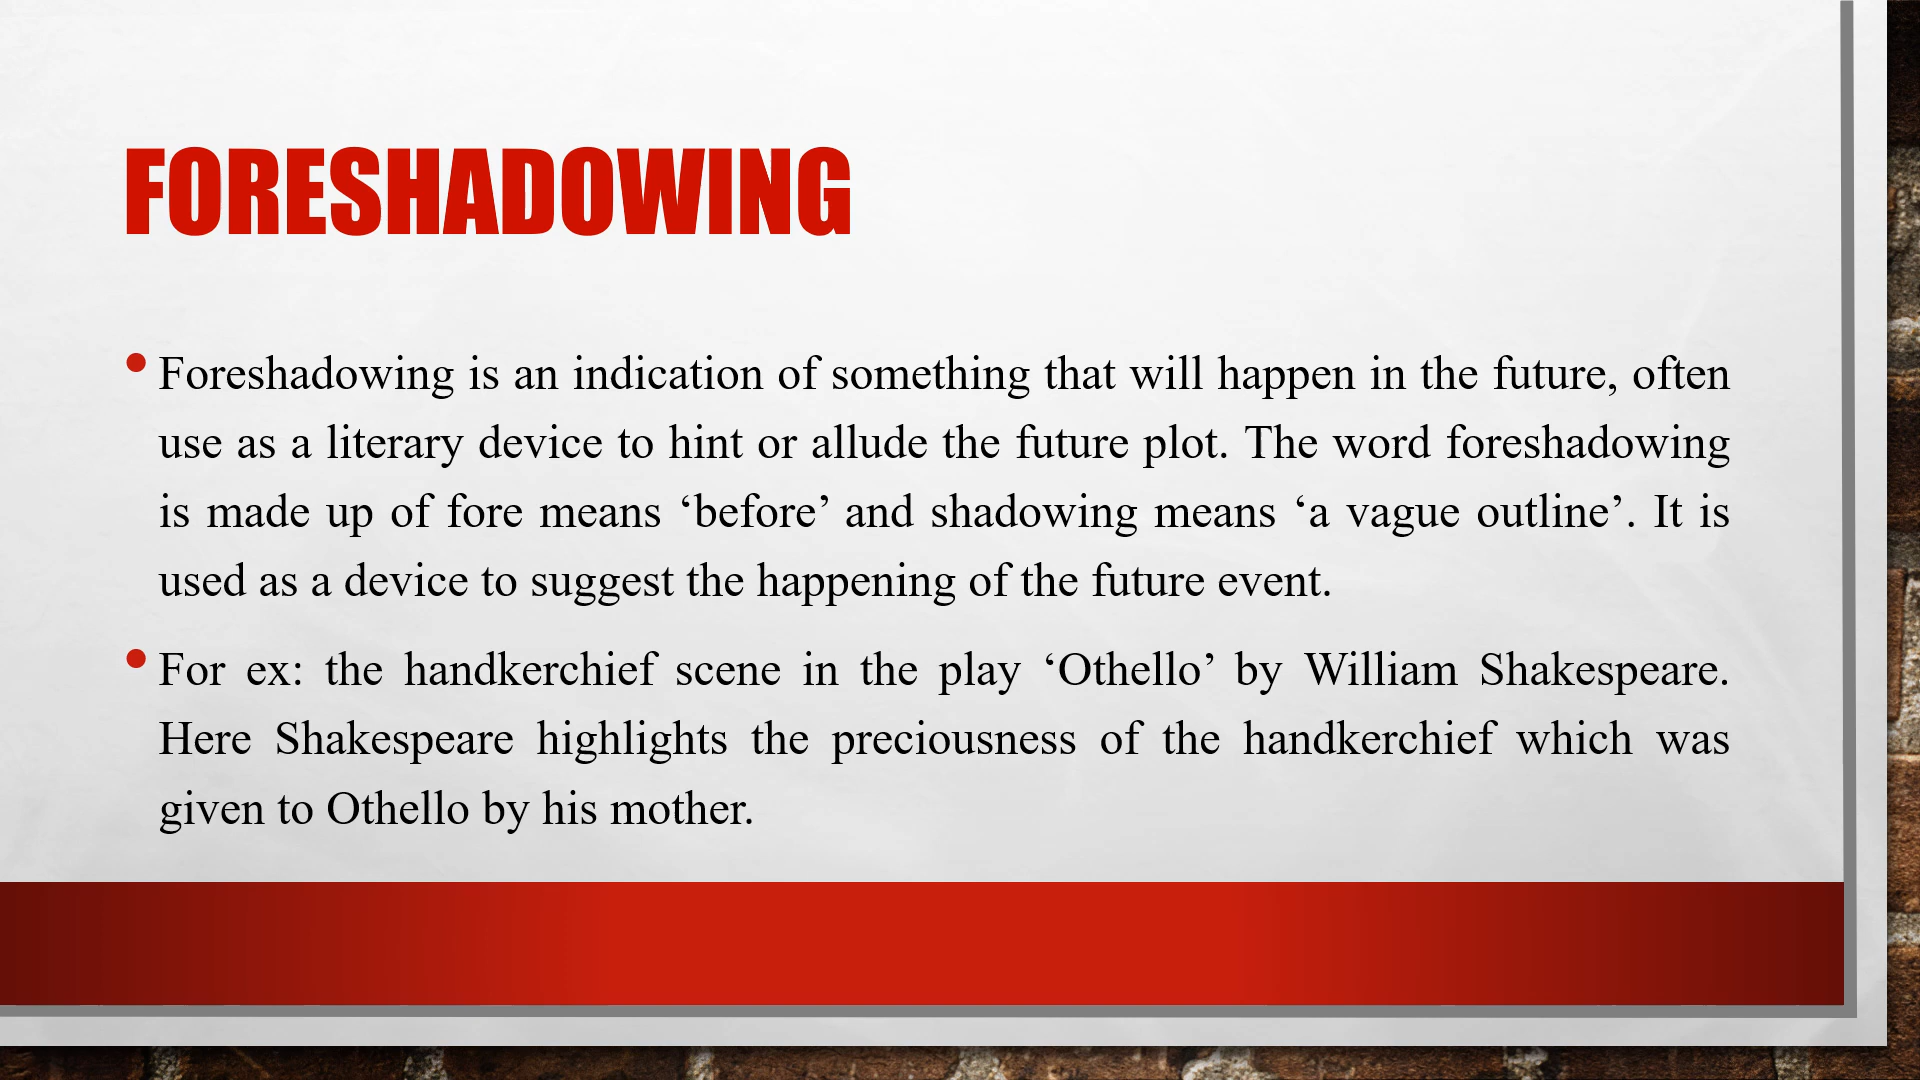 FORESHADOWING
• Foreshadowing is an indication of something that will happen in the future, often
use as a literary device to hint or allude the future plot. The word foreshadowing
is made up of fore means ‘before’ and shadowing means ‘a vague outline’. It is
used as a device to suggest the happening of the future event.
• For ex: the handkerchief scene in the play ‘Othello’ by William Shakespeare.
Here Shakespeare highlights the preciousness of the handkerchief which was
given to Othello by his mother.